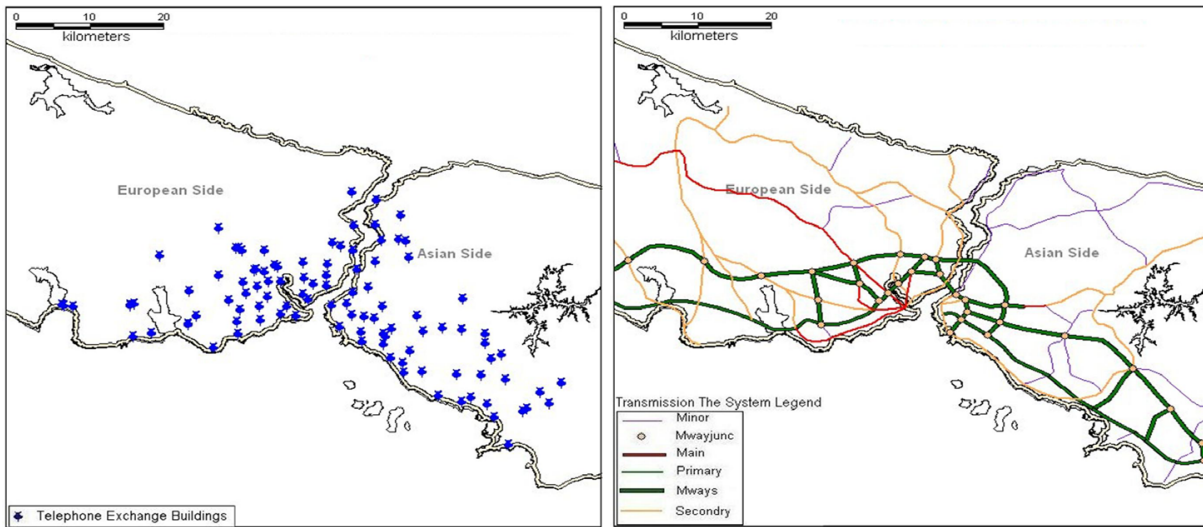 0 10 20
kilometers
European Side
Asian Side
Telephone Exchange Buildings
0 10 20
kilometers
European Side
Asian Side
Transmission The System Legend
Minor
Mwayjunc
Main
Primary
Mways
Secondry